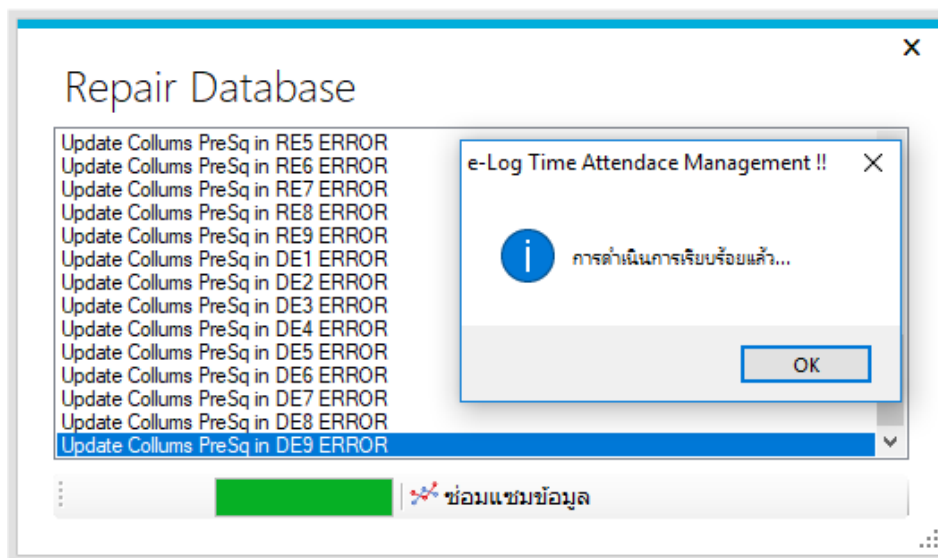 Repair Database
Update Collums PreSq in RE5 ERROR
Update Collums PreSq in RE6 ERROR
Update Collums PreSq in RE7 ERROR
Update Collums PreSq in RE8 ERROR
Update Collums PreSq in RE9 ERROR
Update Collums PreSq in DE1 ERROR
Update Collums PreSq in DE2 ERROR
Update Collums PreSq in DE3 ERROR
Update Collums PreSq in DE4 ERROR
Update Collums PreSq in DE5 ERROR
Update Collums PreSq in DE6 ERROR
Update Collums PreSq in DE7 ERROR
Update Collums PreSq in DE8 ERROR
Update Collums PreSq in DE9 ERROR
e-Log Time Attendace Management !!
การดำเนินการเรียบร้อยแล้ว...
OK
ซ่อมแซมข้อมูล